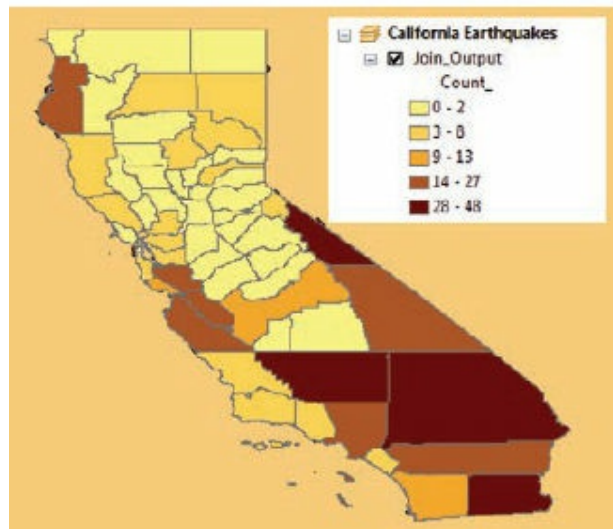 California Earthquakes
Join_Output
Count_
0 - 2
3 - 8
9 - 13
14 - 27
28 - 48